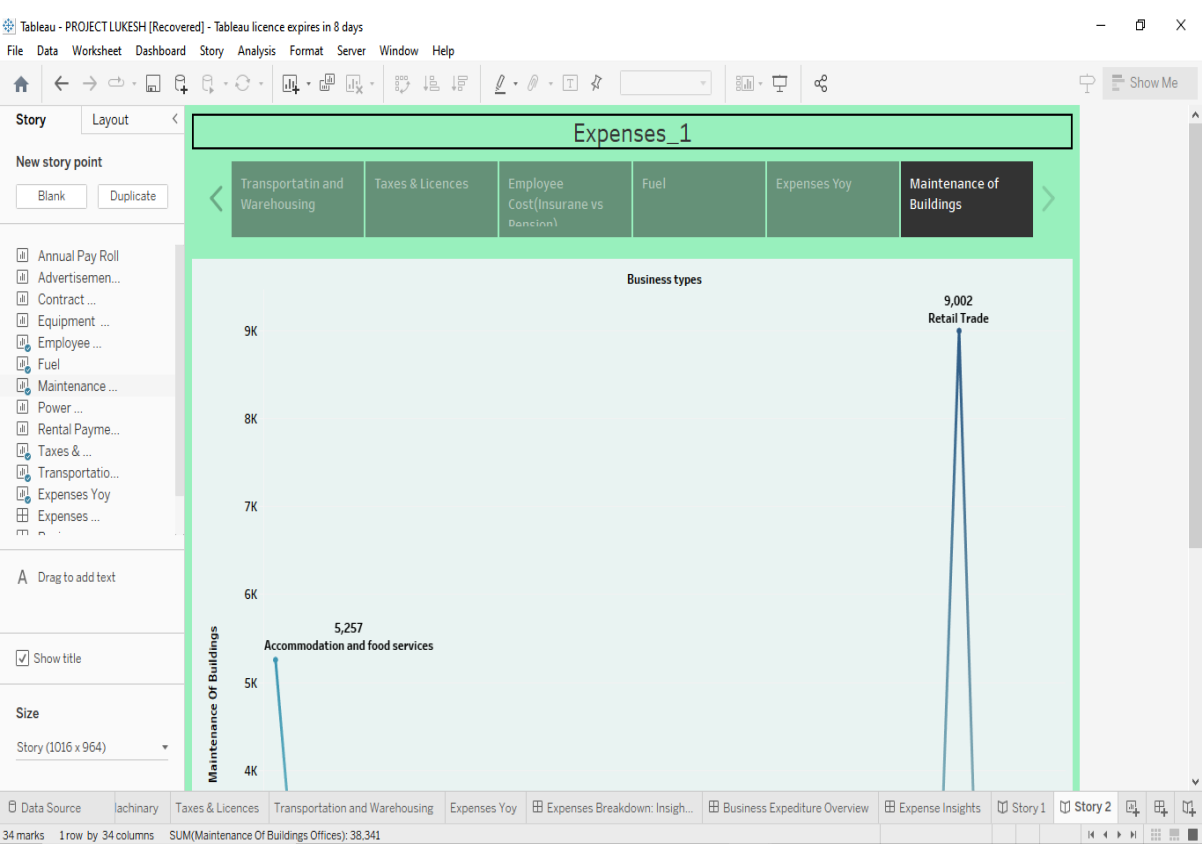 Tableau - PROJECT LUKESH [Recovered] - Tableau licence expires in 8 days
File Data Worksheet Dashboard Story Analysis Format Server Window Help
Show Me
Story Layout
New story point
Blank Duplicate
Annual Pay Roll
Advertisemen...
Contract ...
Equipment ...
Employee ...
Fuel
Maintenance ...
Power ...
Rental Payme...
Taxes & ...
Transportatio...
Expenses Yoy
Expenses ...
A Drag to add text
Show title
Size
Story (1016 x 964)
Expenses_1
Transportatin and
Warehousing
Taxes & Licences
Employee
Cost(Insurane vs
Pension)
Fuel
Expenses Yoy
Maintenance of
Buildings
Business types
9,002
Retail Trade
9K
8K
7K
6K
5,257
Accommodation and food services
5K
4K
Maintenance Of Buildings
Data Source lachinary Taxes & Licences Transportation and Warehousing Expenses Yoy Expenses Breakdown: Insigh... Business Expediture Overview Expense Insights Story 1 Story 2
34 marks 1 row by 34 columns SUM(Maintenance Of Buildings Offices): 38,341